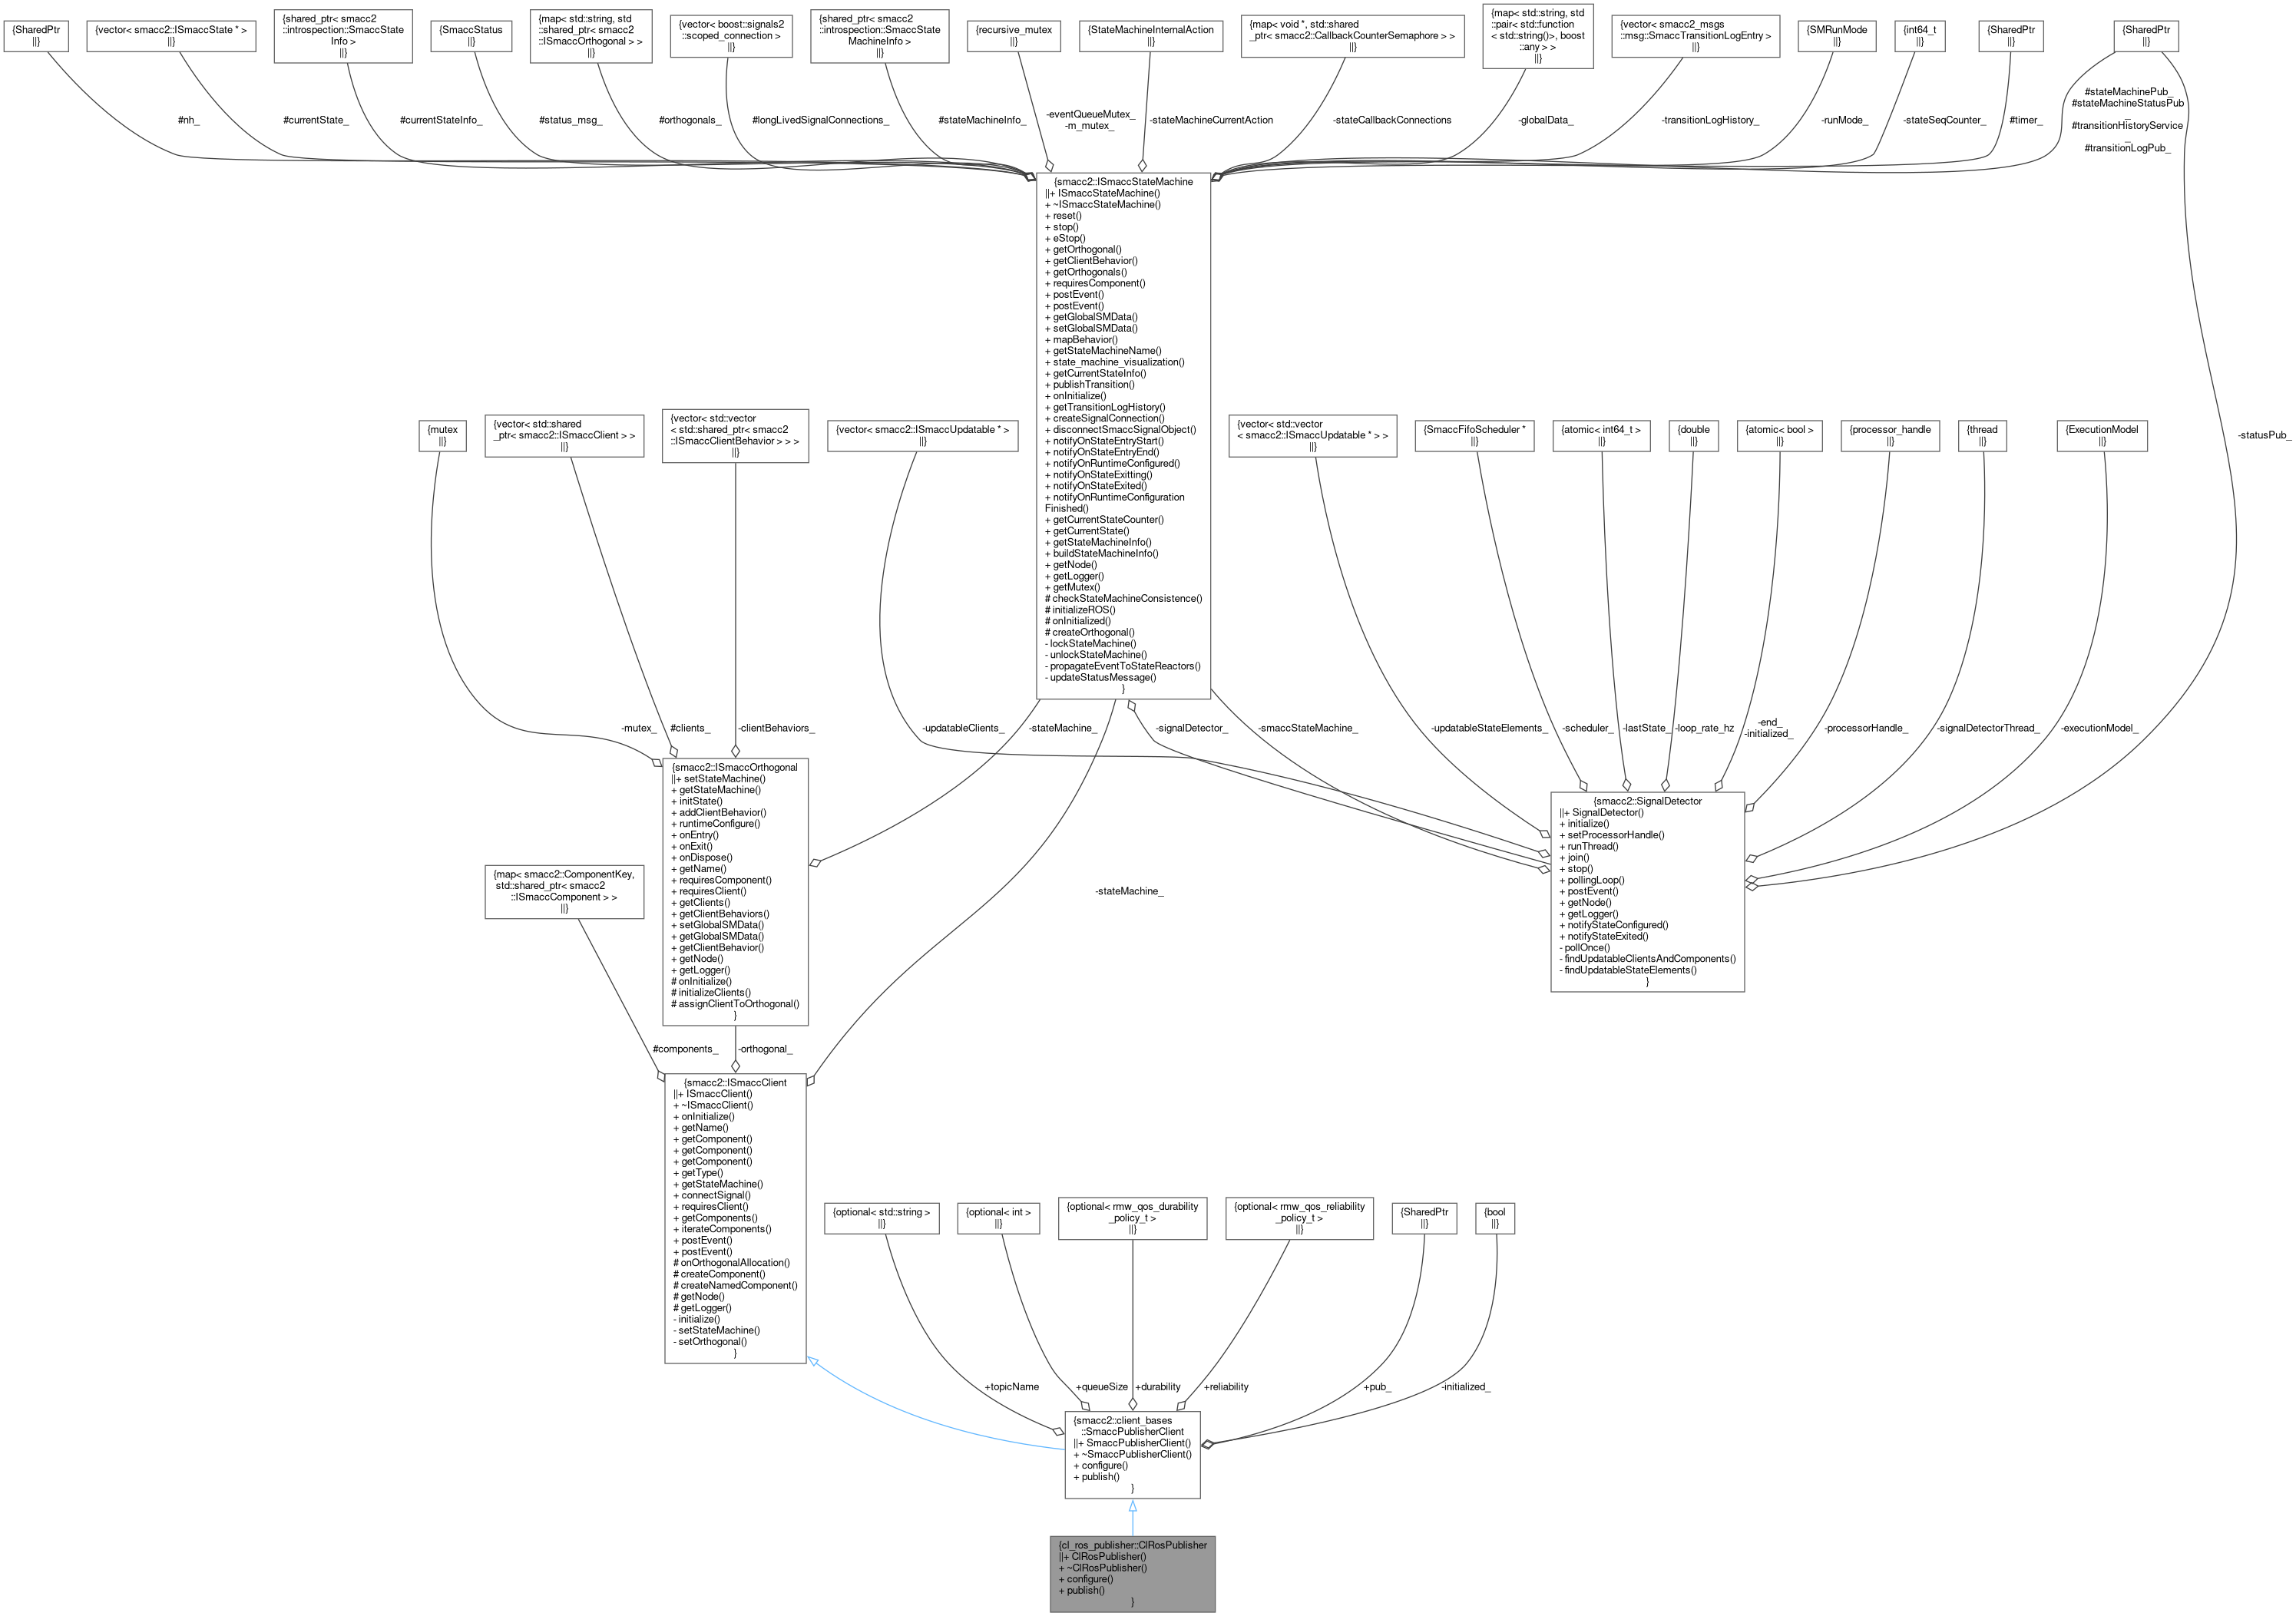 {SharedPtr
||}
{vector< smacc2::ISmaccState * >
||}
{shared_ptr< smacc2
::introspection::SmaccState
Info >
||}
{SmaccStatus
||}
{map< std::string, std
::shared_ptr< smacc2
::ISmaccOrthogonal > >
||}
{vector< boost::signals2
::scoped_connection >
||}
{shared_ptr< smacc2
::introspection::SmaccState
MachineInfo >
||}
{recursive_mutex
||}
{StateMachineInternalAction
||}
{map< void *, std::shared
_ptr< smacc2::CallbackCounterSemaphore > >
||}
{map< std::string, std
::pair< std::function
< std::string()>, boost
::any > >
||}
{vector< smacc2_msgs
::msg::SmaccTransitionLogEntry >
||}
{SMRunMode
||}
{int64_t
||}
{SharedPtr
||}
{SharedPtr
||}
#nh_
#currentState_
#currentStateInfo_
#status_msg_
#orthogonals_
#longLivedSignalConnections_
#stateMachineInfo_
-eventQueueMutex_
-m_mutex_
-stateMachineCurrentAction
-stateCallbackConnections
-globalData_
-transitionLogHistory_
-runMode_
-stateSeqCounter_
#timer_
#stateMachinePub_
#stateMachineStatusPub
_
#transitionHistoryService
_
#transitionLogPub_
{smacc2::ISmaccStateMachine
||+ ISmaccStateMachine()
+ ~ISmaccStateMachine()
+ reset()
+ stop()
+ eStop()
+ getOrthogonal()
+ getClientBehavior()
+ getOrthogonals()
+ requiresComponent()
+ postEvent()
+ postEvent()
+ getGlobalSMData()
+ setGlobalSMData()
+ mapBehavior()
+ getStateMachineName()
+ state_machine_visualization()
+ getCurrentStateInfo()
+ publishTransition()
+ onInitialize()
+ getTransitionLogHistory()
+ createSignalConnection()
+ disconnectSmaccSignalObject()
+ notifyOnStateEntryStart()
+ notifyOnStateEntryEnd()
+ notifyOnRuntimeConfigured()
+ notifyOnStateExitting()
+ notifyOnStateExited()
+ notifyOnRuntimeConfiguration
Finished()
+ getCurrentStateCounter()
+ getCurrentState()
+ getStateMachineInfo()
+ buildStateMachineInfo()
+ getNode()
+ getLogger()
+ getMutex()
# checkStateMachineConsistence()
# initializeROS()
# onInitialized()
# createOrthogonal()
- lockStateMachine()
- unlockStateMachine()
- propagateEventToStateReactors()
- updateStatusMessage()
}
-statusPub_
{mutex
||}
{vector< std::shared
_ptr< smacc2::ISmaccClient > >
||}
{vector< std::vector
< std::shared_ptr< smacc2
::ISmaccClientBehavior > > >
||}
{vector< smacc2::ISmaccUpdatable * >
||}
{vector< std::vector
< smacc2::ISmaccUpdatable * > >
||}
{SmaccFifoScheduler *
||}
{atomic< int64_t >
||}
{double
||}
{atomic< bool >
||}
{processor_handle
||}
{thread
||}
{ExecutionModel
||}
-mutex_
#clients_
-clientBehaviors_
-updatableClients_
-stateMachine_
-signalDetector_
-smaccStateMachine_
-updatableStateElements_
-scheduler_
-lastState_
-loop_rate_hz
-end_
-initialized_
-processorHandle_
-signalDetectorThread_
-executionModel_
{smacc2::ISmaccOrthogonal
||+ setStateMachine()
+ getStateMachine()
+ initState()
+ addClientBehavior()
+ runtimeConfigure()
+ onEntry()
+ onExit()
+ onDispose()
+ getName()
+ requiresComponent()
+ requiresClient()
+ getClients()
+ getClientBehaviors()
+ setGlobalSMData()
+ getGlobalSMData()
+ getClientBehavior()
+ getNode()
+ getLogger()
# onInitialize()
# initializeClients()
# assignClientToOrthogonal()
}
{smacc2::SignalDetector
||+ SignalDetector()
+ initialize()
+ setProcessorHandle()
+ runThread()
+ join()
+ stop()
+ pollingLoop()
+ postEvent()
+ getNode()
+ getLogger()
+ notifyStateConfigured()
+ notifyStateExited()
- pollOnce()
- findUpdatableClientsAndComponents()
- findUpdatableStateElements()
}
{map< smacc2::ComponentKey,
std::shared_ptr< smacc2
::ISmaccComponent > >
||}
-stateMachine_
#components_
-orthogonal_
{smacc2::ISmaccClient
||+ ISmaccClient()
+ ~ISmaccClient()
+ onInitialize()
+ getName()
+ getComponent()
+ getComponent()
+ getComponent()
+ getType()
+ getStateMachine()
+ connectSignal()
+ requiresClient()
+ getComponents()
+ iterateComponents()
+ postEvent()
+ postEvent()
# onOrthogonalAllocation()
# createComponent()
# createNamedComponent()
# getNode()
# getLogger()
- initialize()
- setStateMachine()
- setOrthogonal()
}
{optional< std::string >
||}
{optional< int >
||}
{optional< rmw_qos_durability
_policy_t >
||}
{optional< rmw_qos_reliability
_policy_t >
||}
{SharedPtr
||}
{bool
||}
+topicName
+queueSize
+durability
+reliability
+pub_
-initialized_
{smacc2::client_bases
::SmaccPublisherClient
||+ SmaccPublisherClient()
+ ~SmaccPublisherClient()
+ configure()
+ publish()
}
{cl_ros_publisher::ClRosPublisher
||+ ClRosPublisher()
+ ~ClRosPublisher()
+ configure()
+ publish()
}